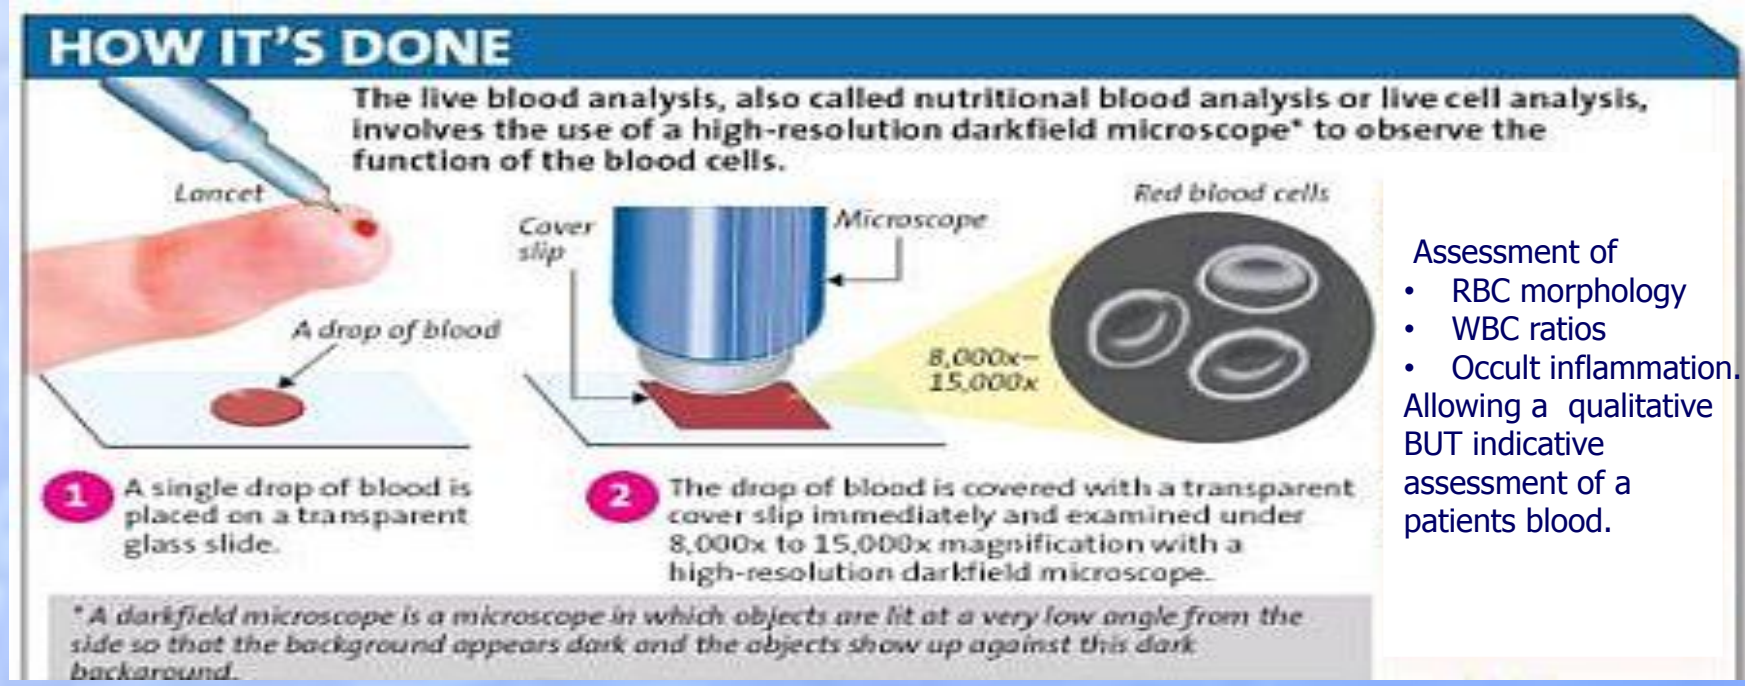 HOW IT'S DONE
The live blood analysis, also called nutritional blood analysis or live cell analysis,
involves the use of a high-resolution darkfield microscope* to observe the
function of the blood cells.
Lancet
A drop of blood
Cover
slip
Microscope
8,000x–
15,000x
Red blood cells
1 A single drop of blood is
placed on a transparent
glass slide.
2 The drop of blood is covered with a transparent
cover slip immediately and examined under
8,000x to 15,000x magnification with a
high-resolution darkfield microscope.
* A darkfield microscope is a microscope in which objects are lit at a very low angle from the
side so that the background appears dark and the objects show up against this dark
background.
Assessment of
• RBC morphology
• WBC ratios
• Occult inflammation.
Allowing a qualitative
BUT indicative
assessment of a
patients blood.